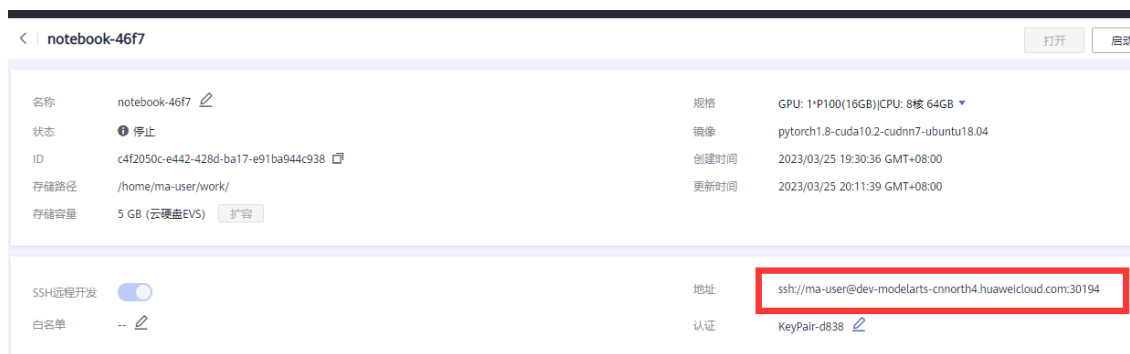 notebook-46f7
打开
名称 notebook-46f7 规格 GPU: 1*P100(16GB)|CPU: 8核 64GB
状态 停止 镜像 pytorch1.8-cuda10.2-cudnn7-ubuntu18.04
ID c4f2050c-e442-428d-ba17-e91ba944c938 创建时间 2023/03/25 19:30:36 GMT+08:00
存储路径 /home/ma-user/work/ 更新时间 2023/03/25 20:11:39 GMT+08:00
存储容量 5 GB (云硬盘EVS) 扩容
SSH远程开发 地址 ssh://ma-user@dev-modelarts-cnnorth4.huaweicloud.com:30194
白名单 -- 认证 KeyPair-d838